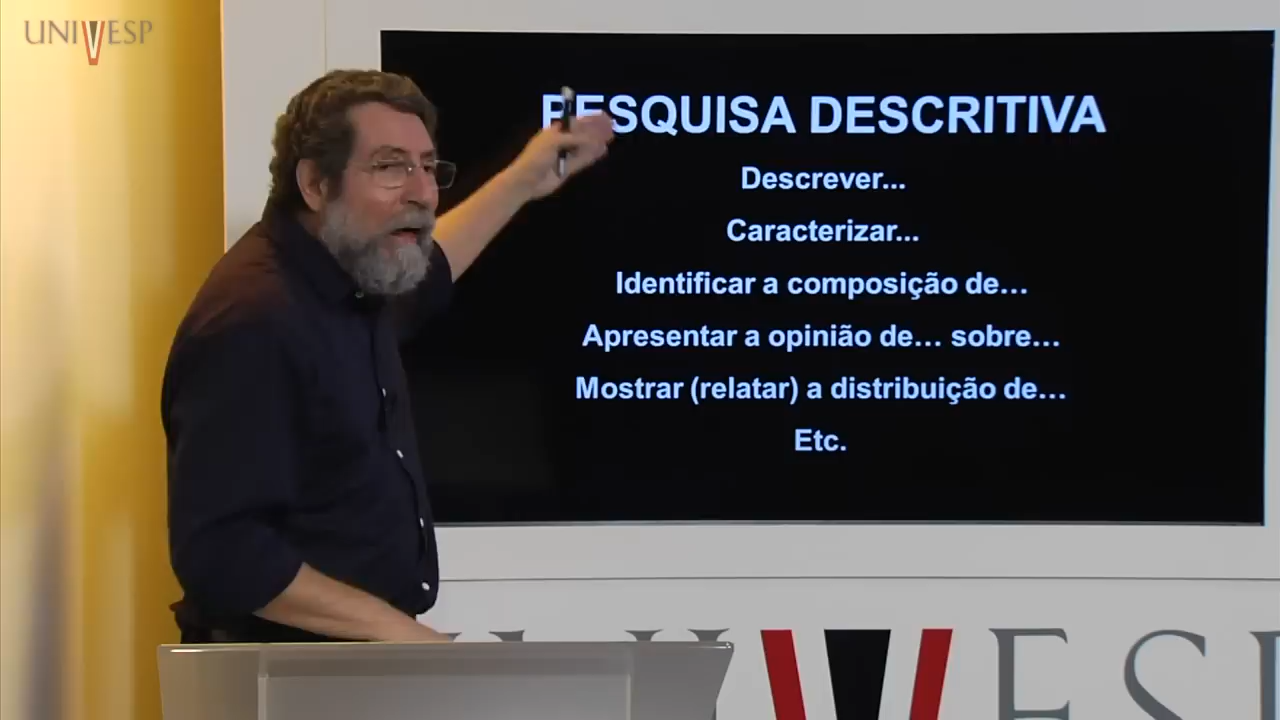 UNIVESP
PESQUISA DESCRITIVA
Descrever...
Caracterizar...
Identificar a composição de...
Apresentar a opinião de... sobre...
Mostrar (relatar) a distribuição de...
Etc.